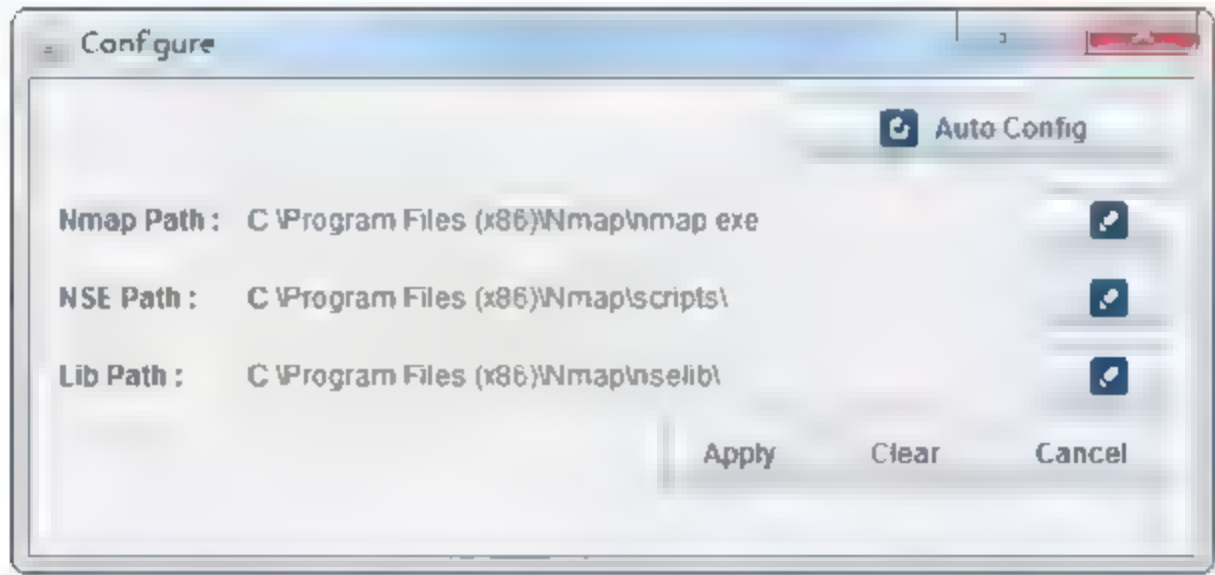 Configure
Auto Config
Nmap Path : C:\Program Files (x86)\Nmap\nmap.exe
NSE Path : C:\Program Files (x86)\Nmap\scripts\
Lib Path : C:\Program Files (x86)\Nmap\nselib\
Apply Clear Cancel